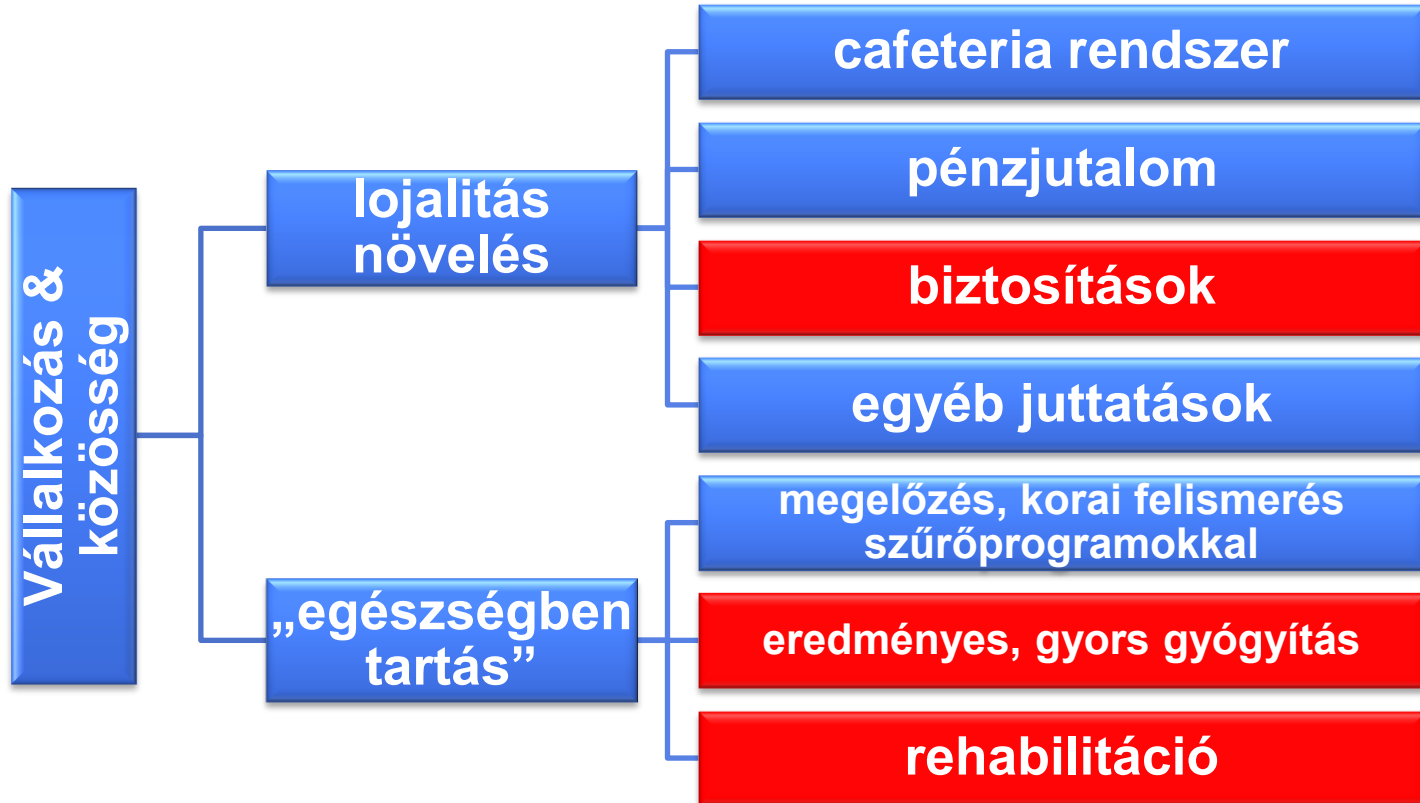 Vállalkozás &
közösség
lojalitás
növelés
cafeteria rendszer
pénzjutalom
biztosítások
egyéb juttatások
„egészségben
tartás”
megelőzés, korai felismerés
szűrőprogramokkal
eredményes, gyors gyógyítás
rehabilitáció